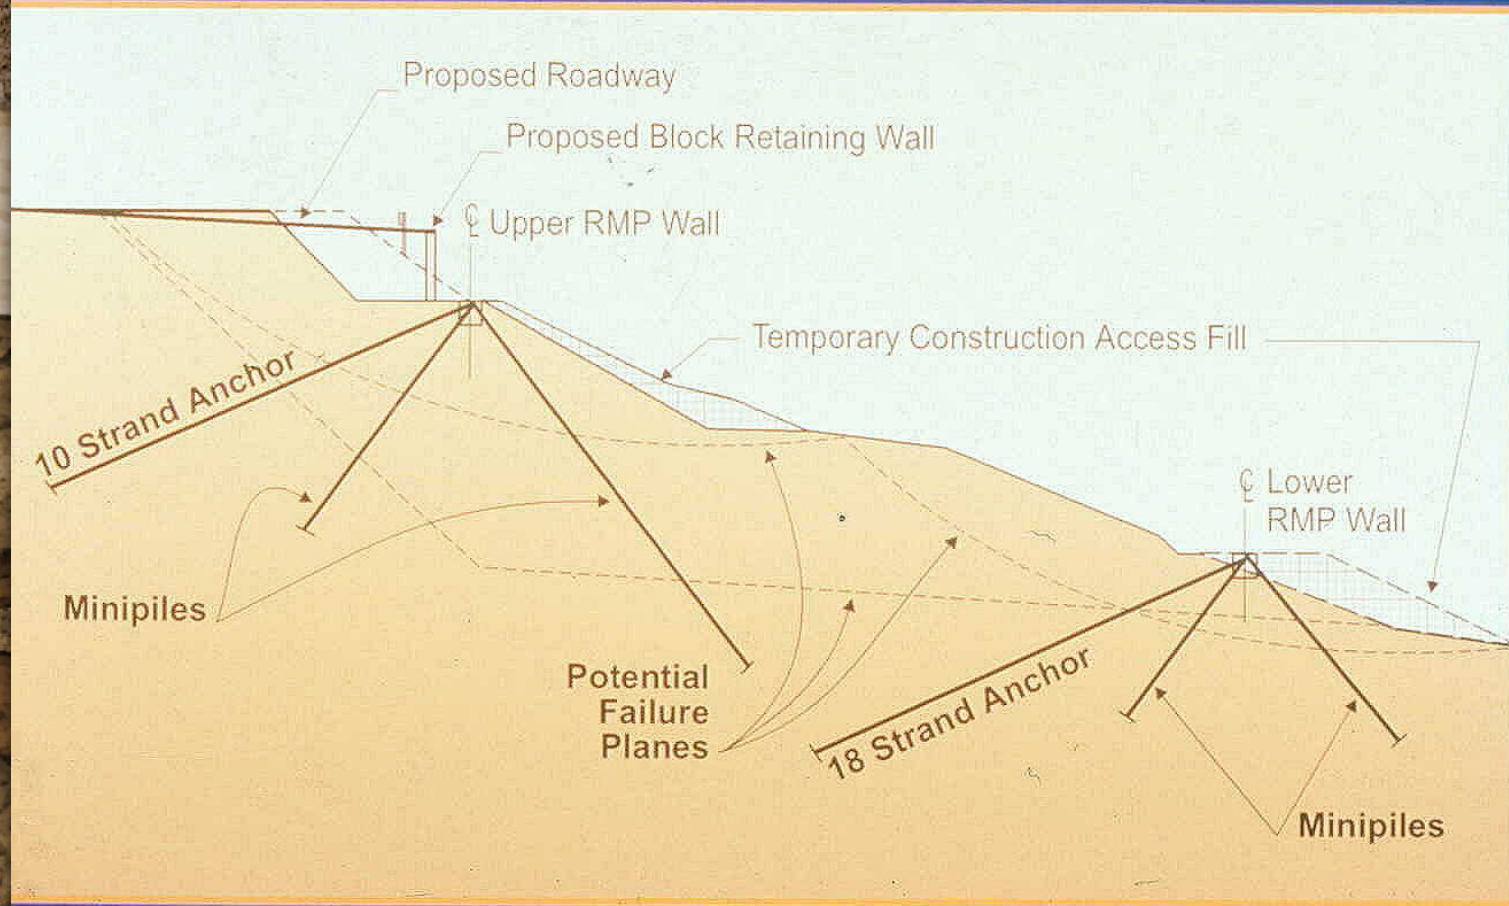 Proposed Roadway
Proposed Block Retaining Wall
℄ Upper RMP Wall
Temporary Construction Access Fill
10 Strand Anchor
℄ Lower
RMP Wall
Minipiles
Potential
Failure
Planes
18 Strand Anchor
Minipiles